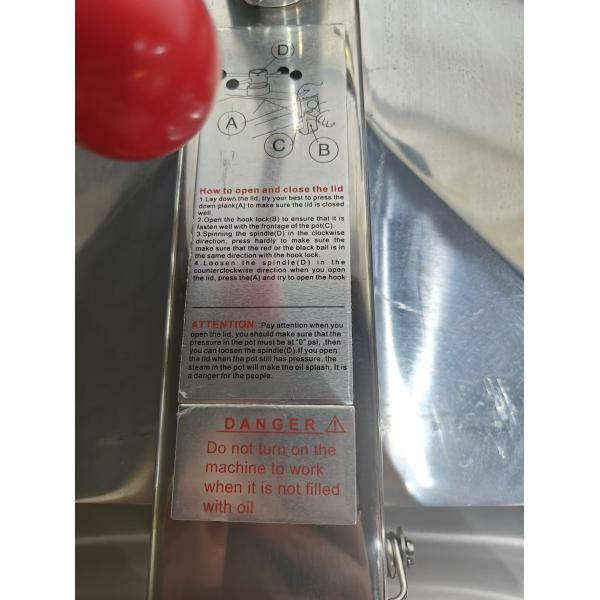 D
A
C
B
How to open and close the lid
1.Lay down the lid, try your best to press the
down plank(A) to make sure the lid is closed
well.
2.Open the hook lock(B) to ensure that it is
fasten well with the frontage of the pot(C).
3.Spinning the spindle(D) in the clockwise
direction, press hardly to make sure the
make sure that the red or the black ball is in
the same direction with the hook lock.
4.Loosen the spindle(D) in the
counterclockwise direction when you open
the lid, press the(A) and try to open the hook
ATTENTION :Pay attention when you
open the lid, you should make sure that the
pressure in the pot must be at "0" psi, ,then
you can loosen the spindle(D).If you open
the lid when the pot still has pressure, the
steam in the pot will make the oil splash. It is
a danger for the people.
DANGER
Do not turn on the
machine to work
when it is not filled
with oil